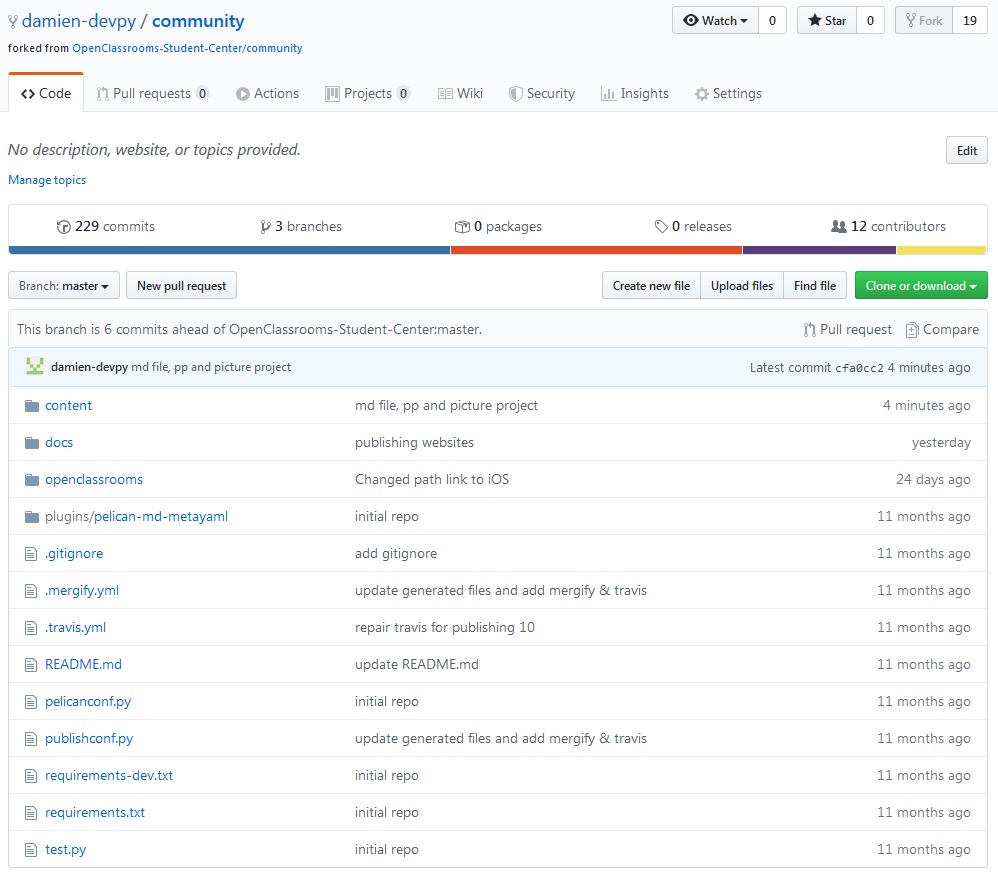 damien-devpy / community
Watch 0 Star 0 Fork 19
forked from OpenClassrooms-Student-Center/community
Code Pull requests 0 Actions Projects 0 Wiki Security Insights Settings
No description, website, or topics provided.
Edit
Manage topics
229 commits 3 branches 0 packages 0 releases 12 contributors
Branch: master New pull request Create new file Upload files Find file Clone or download
This branch is 6 commits ahead of OpenClassrooms-Student-Center:master. Pull request Compare
damien-devpy md file, pp and picture project Latest commit cfa0cc2 4 minutes ago
content md file, pp and picture project 4 minutes ago
docs publishing websites yesterday
openclassrooms Changed path link to iOS 24 days ago
plugins/pelican-md-metayaml initial repo 11 months ago
.gitignore add gitignore 11 months ago
.mergify.yml update generated files and add mergify & travis 11 months ago
.travis.yml repair travis for publishing 10 11 months ago
README.md update README.md 11 months ago
pelicanconf.py initial repo 11 months ago
publishconf.py update generated files and add mergify & travis 11 months ago
requirements-dev.txt initial repo 11 months ago
requirements.txt initial repo 11 months ago
test.py initial repo 11 months ago